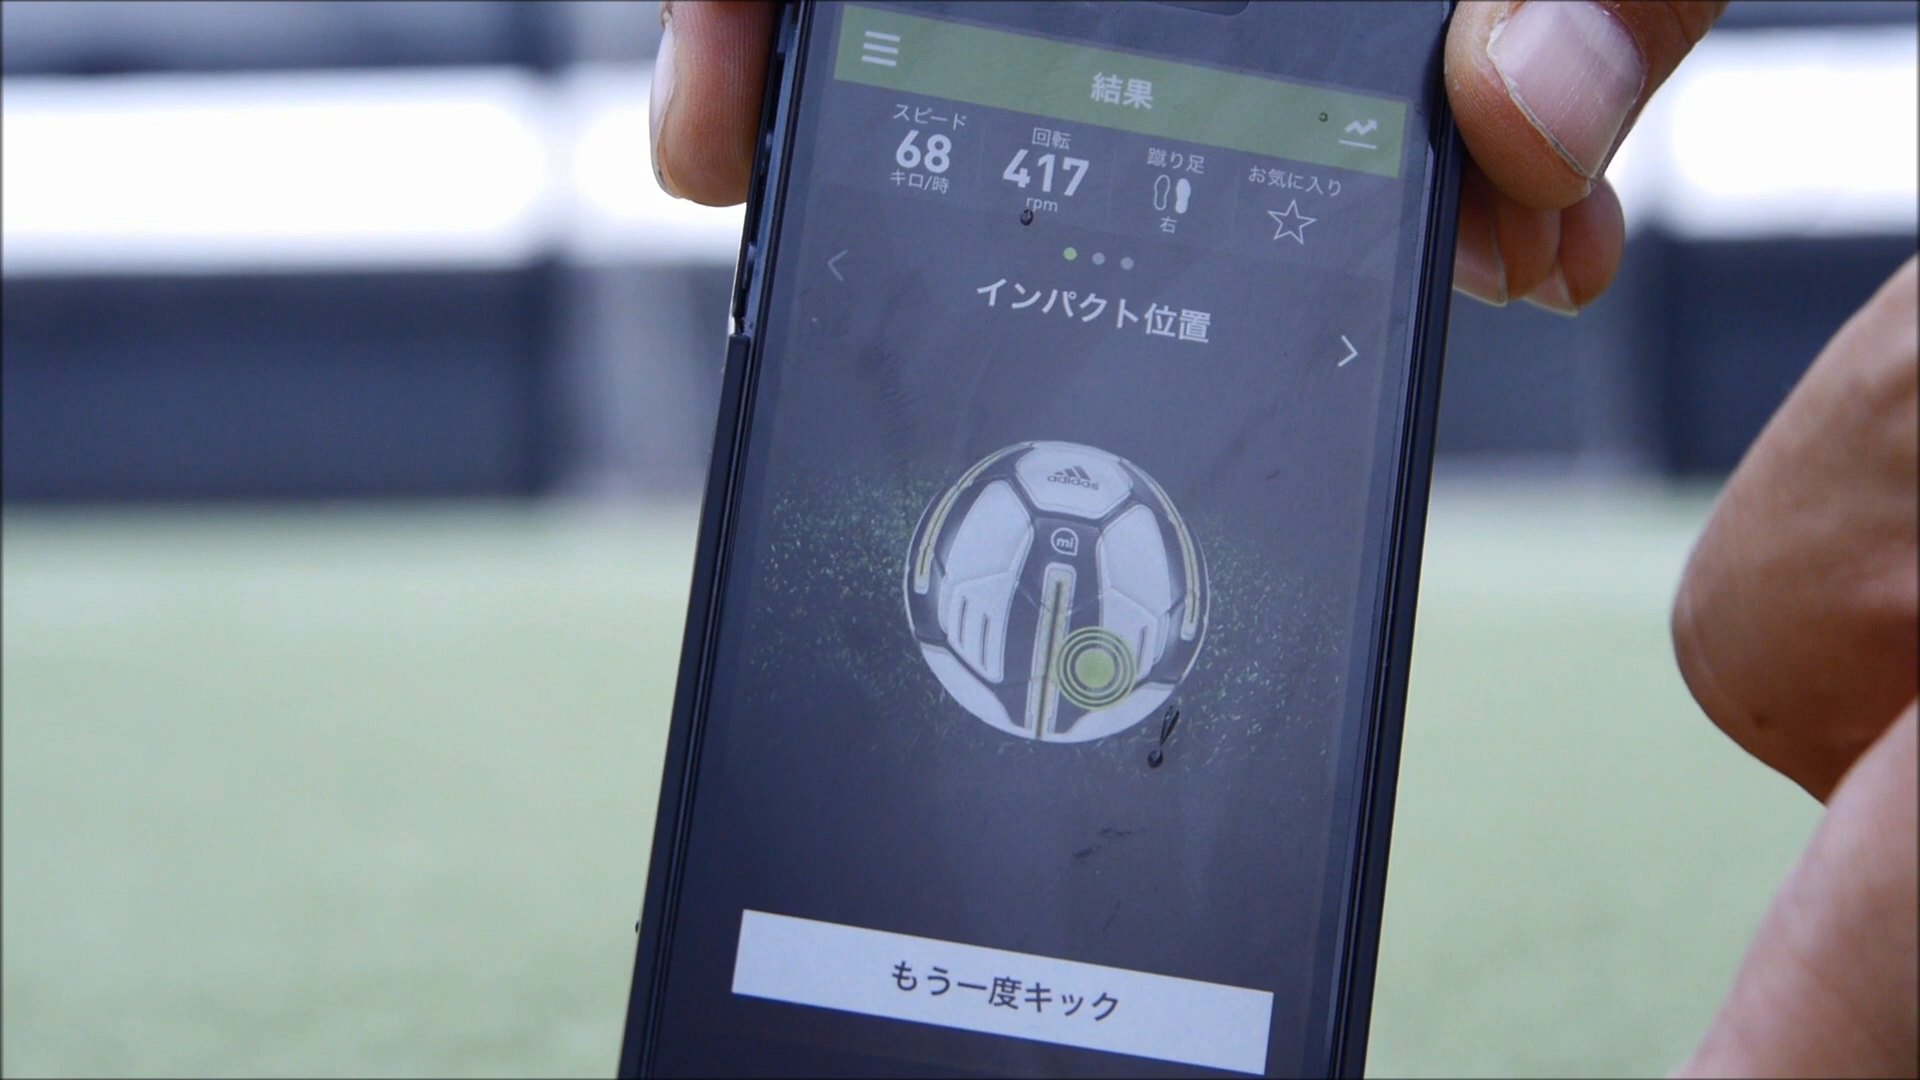 結果
スピード
68
キロ/時
回転
417
rpm
蹴り足
右
お気に入り
インパクト位置
adidas
mi
もう一度キック